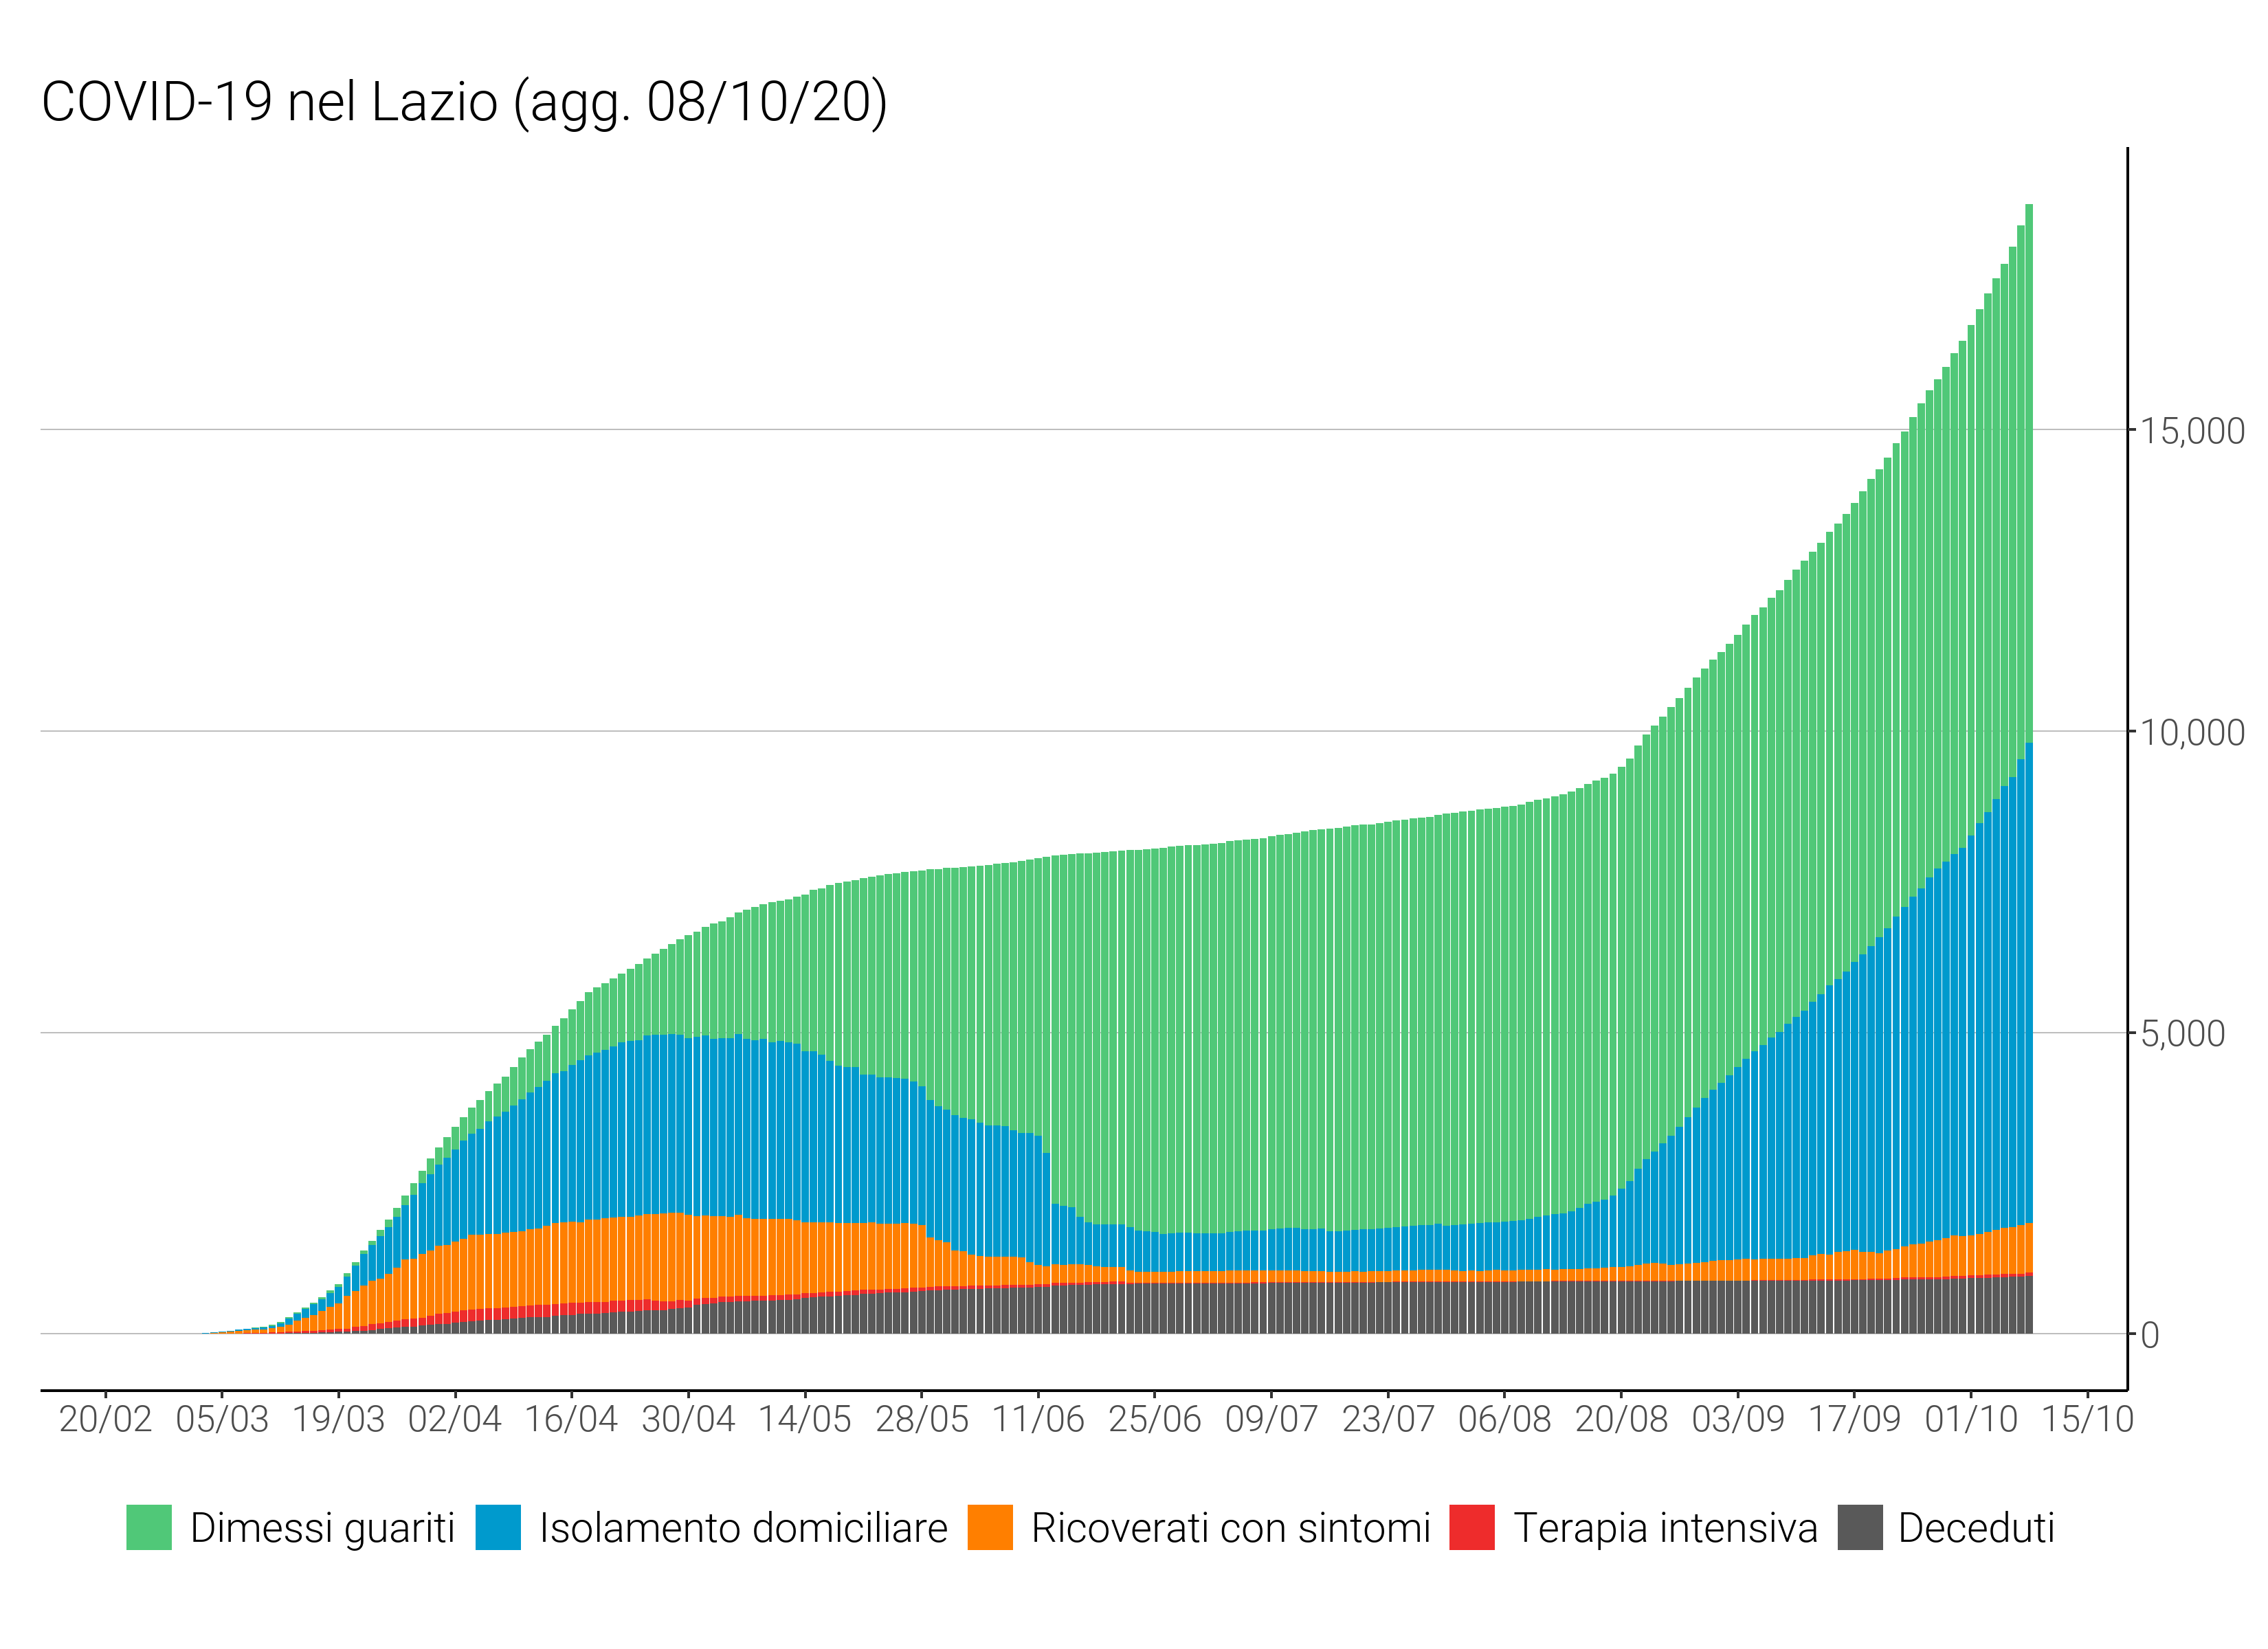 COVID-19 nel Lazio (agg. 08/10/20)
15,000
10,000
5,000
0
20/02 05/03 19/03 02/04 16/04 30/04 14/05 28/05 11/06 25/06 09/07 23/07 06/08 20/08 03/09 17/09 01/10 15/10
Dimessi guariti Isolamento domiciliare Ricoverati con sintomi Terapia intensiva Deceduti